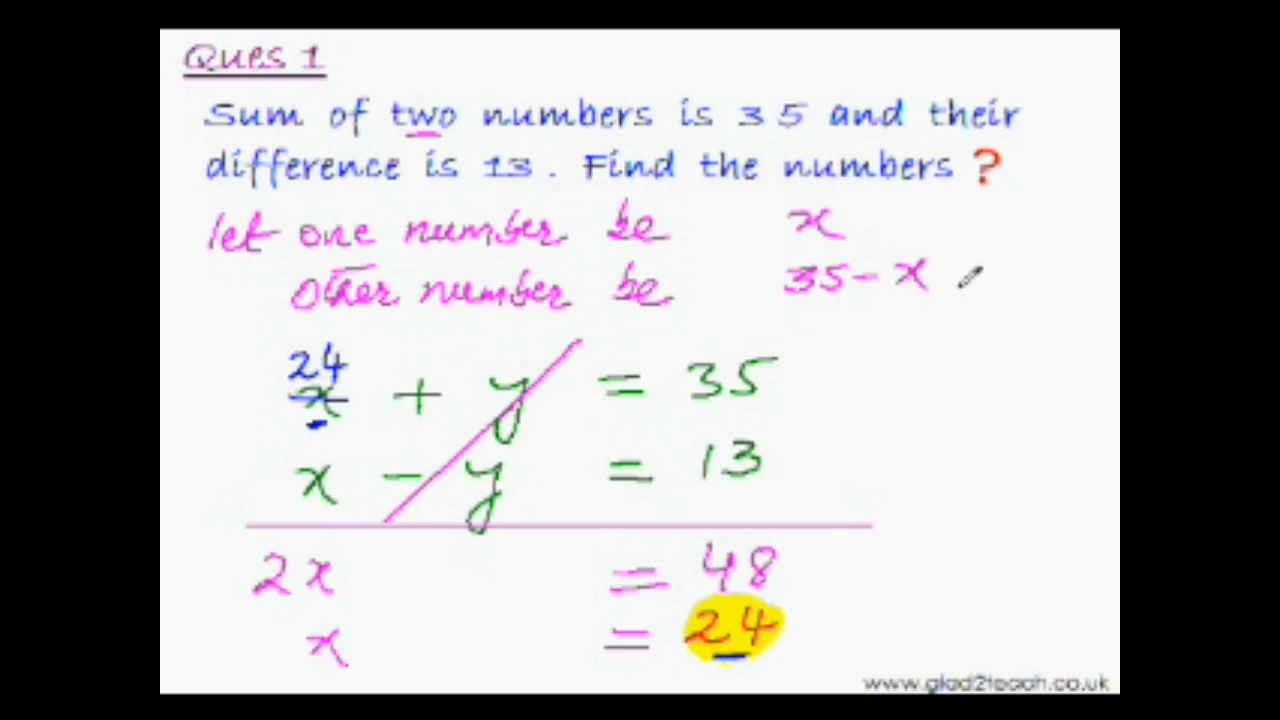 Ques 1
Sum of two numbers is 35 and their
difference is 13. Find the numbers ?
let one number be x
other number be 35 - x
24
x + y = 35
x - y = 13
2x = 48
x = 24
www.glad2teach.co.uk